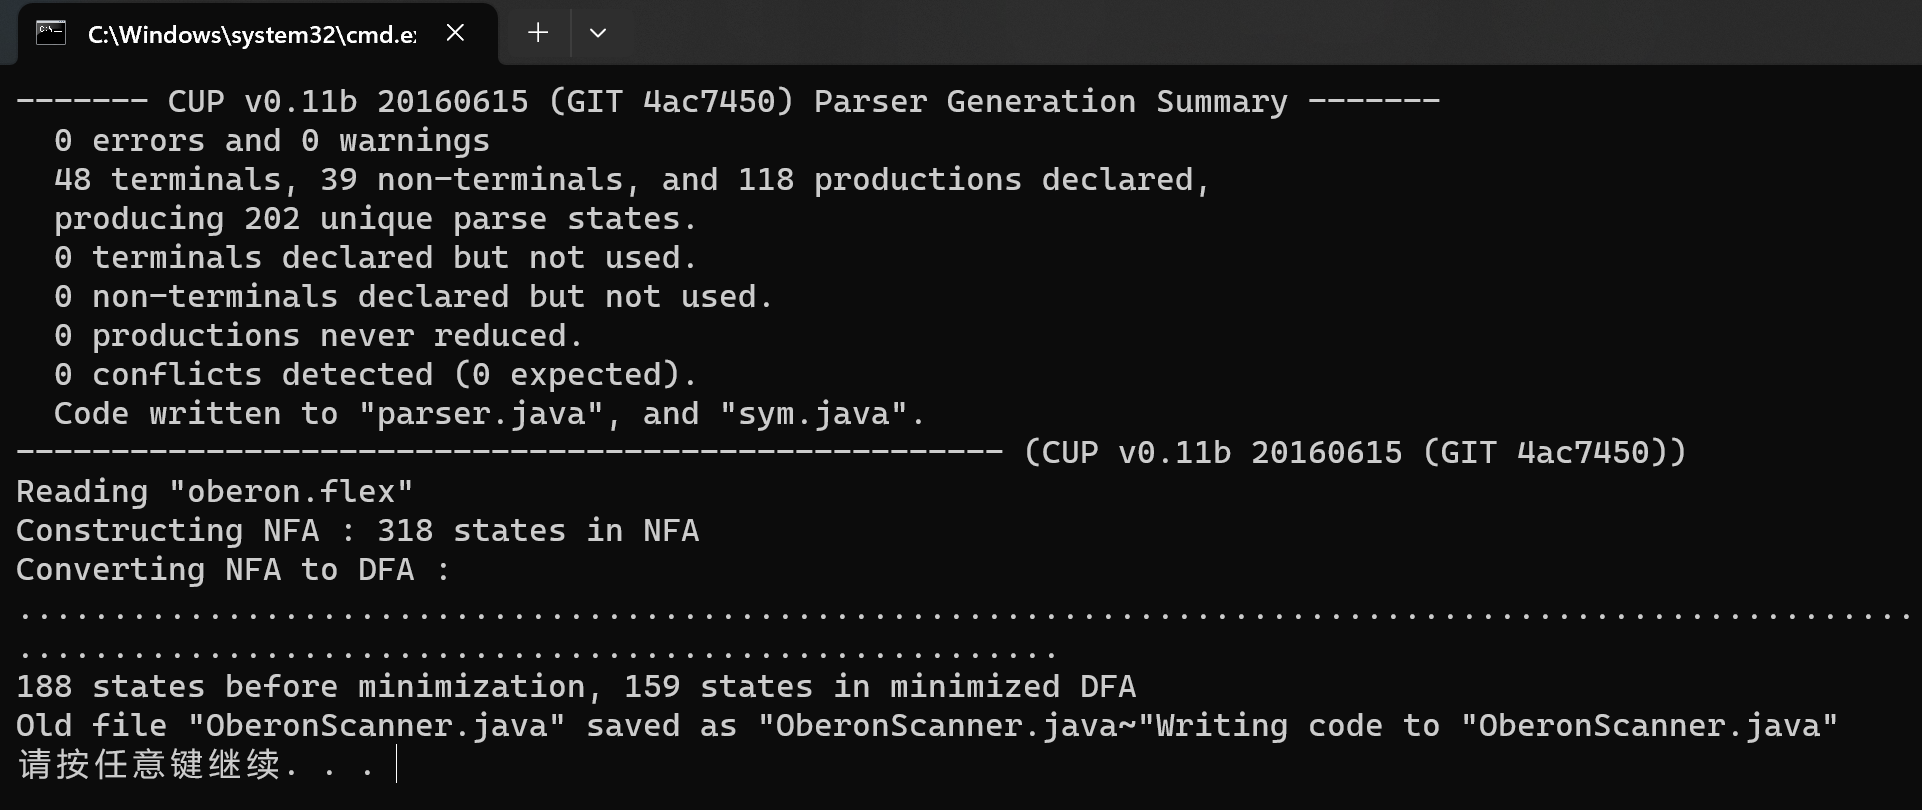 C:\Windows\system32\cmd.e
------- CUP v0.11b 20160615 (GIT 4ac7450) Parser Generation Summary -------
  0 errors and 0 warnings
  48 terminals, 39 non-terminals, and 118 productions declared,
  producing 202 unique parse states.
  0 terminals declared but not used.
  0 non-terminals declared but not used.
  0 productions never reduced.
  0 conflicts detected (0 expected).
  Code written to "parser.java", and "sym.java".
---------------------------------------------------- (CUP v0.11b 20160615 (GIT 4ac7450))
Reading "oberon.flex"
Constructing NFA : 318 states in NFA
Converting NFA to DFA :
....................................................................................................
.......................................................
188 states before minimization, 159 states in minimized DFA
Old file "OberonScanner.java" saved as "OberonScanner.java~"Writing code to "OberonScanner.java"
请按任意键继续. . .